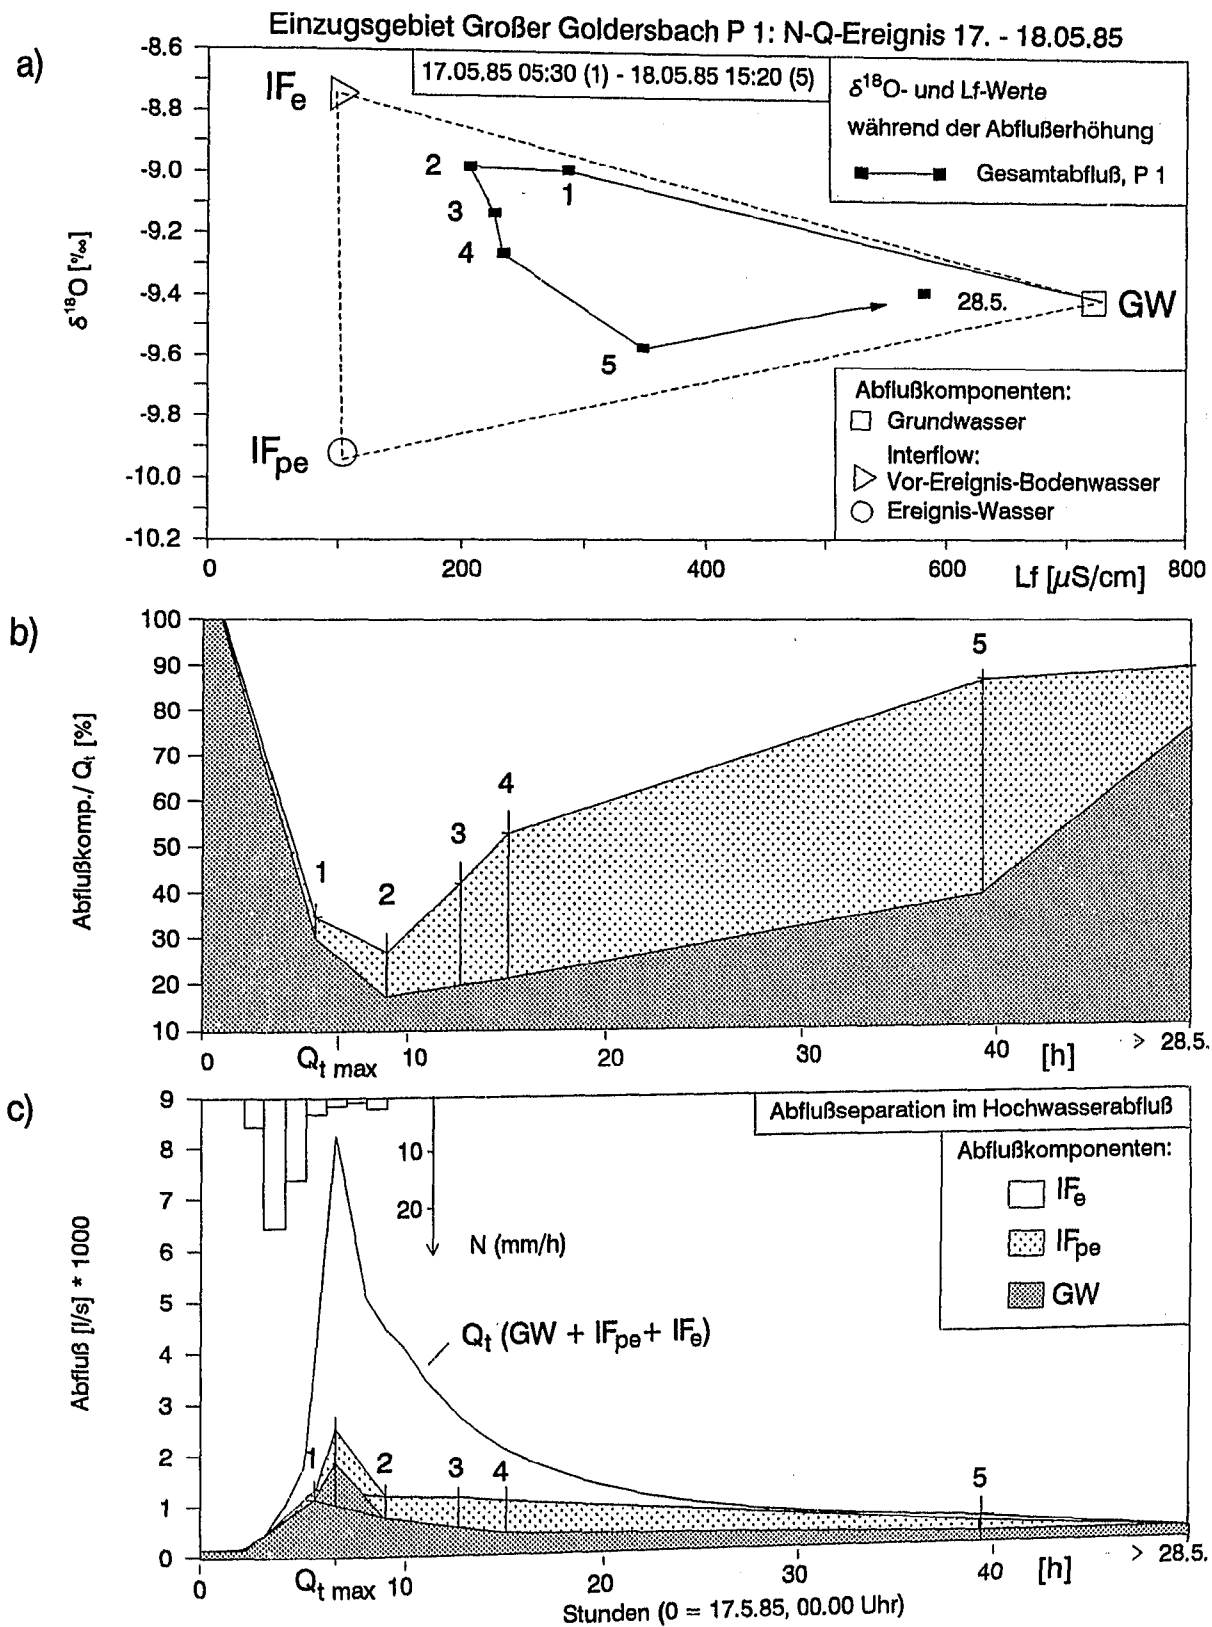 Einzugsgebiet Großer Goldersbach P 1: N-Q-Ereignis 17. - 18.05.85
a)
17.05.85 05:30 (1) - 18.05.85 15:20 (5)
δ¹⁸O- und Lf-Werte
während der Abflußerhöhung
Gesamtabfluß, P 1
δ¹⁸O [‰]
-8.6
-8.8
-9.0
-9.2
-9.4
-9.6
-9.8
-10.0
-10.2
IFe
2
1
3
4
5
28.5.
GW
IFpe
Abflußkomponenten:
Grundwasser
Interflow:
Vor-Ereignis-Bodenwasser
Ereignis-Wasser
0 200 400 600 Lf [µS/cm] 800
b)
Abflußkomp./ Qt [%]
100
90
80
70
60
50
40
30
20
10
1 2 3 4 5
0 Qt max 10 20 30 40 [h] > 28.5.
c)
Abflußseparation im Hochwasserabfluß
Abflußkomponenten:
IFe
IFpe
GW
Abfluß [l/s] * 1000
9
8
7
6
5
4
3
2
1
0
10
20
N (mm/h)
Qt (GW + IFpe + IFe)
1 2 3 4 5
0 Qt max 10 20 30 40 [h] > 28.5.
Stunden (0 = 17.5.85, 00.00 Uhr)